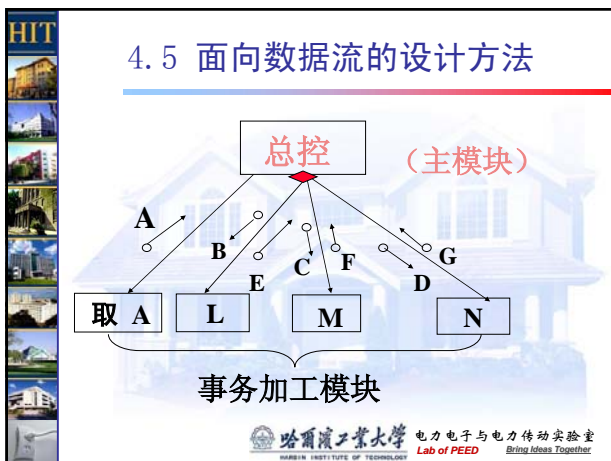 HIT
4.5 面向数据流的设计方法
总控
（主模块）
A
B
E
C
F
D
G
取 A
L
M
N
事务加工模块
哈尔滨工业大学
HARBIN INSTITUTE OF TECHNOLOGY
电力电子与电力传动实验室
Lab of PEED
Bring Ideas Together